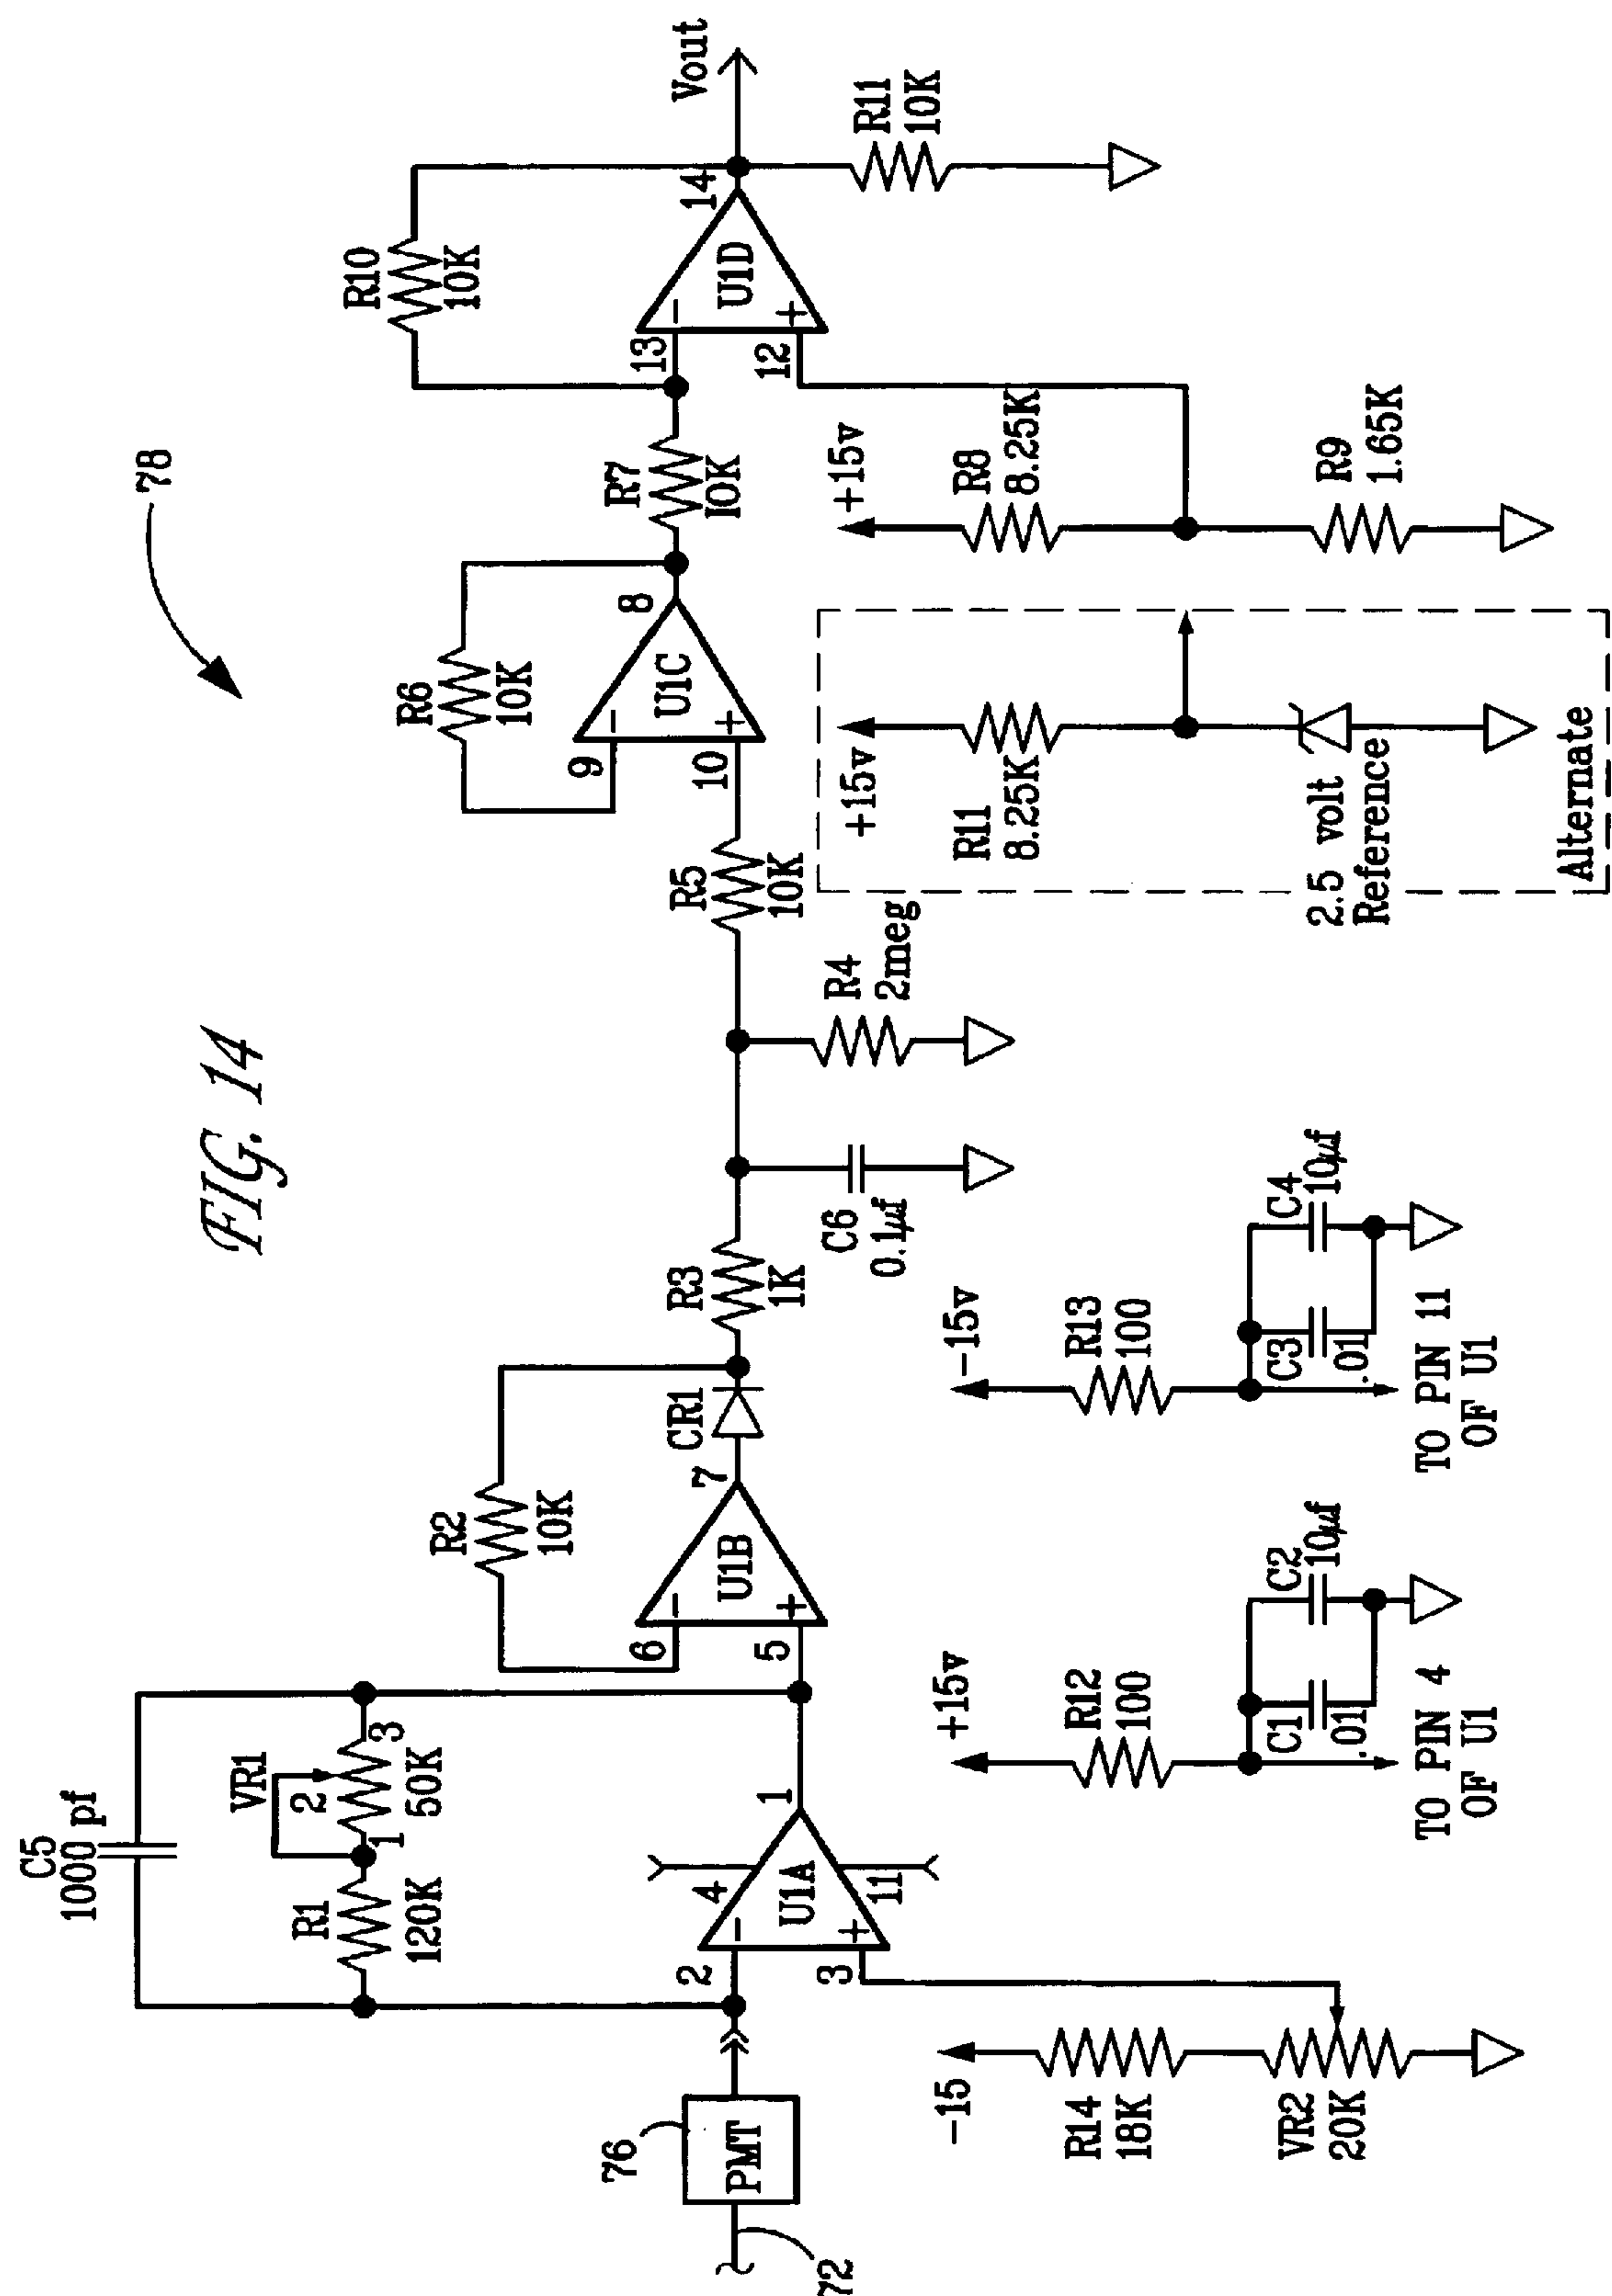 FIG. 14
78
72
76
PMT
C5
1000 pf
R1
120K
VR1
1
2
3
50K
2
3
4
11
1
U1A
-15
R14
18K
VR2
20K
R2
10K
6
5
7
U1B
CR1
R3
1K
C6
0.1µf
R4
2meg
R5
10K
R6
10K
9
10
8
U1C
R7
10K
R10
10K
13
12
14
U1D
Vout
R11
10K
+15v
R8
8.25K
R9
1.65K
+15v
R11
8.25K
2.5 volt
Reference
Alternate
+15v
R12
100
C1
.01
C2
10µf
TO PIN 4
OF U1
-15v
R13
100
C3
.01
C4
10µf
TO PIN 11
OF U1